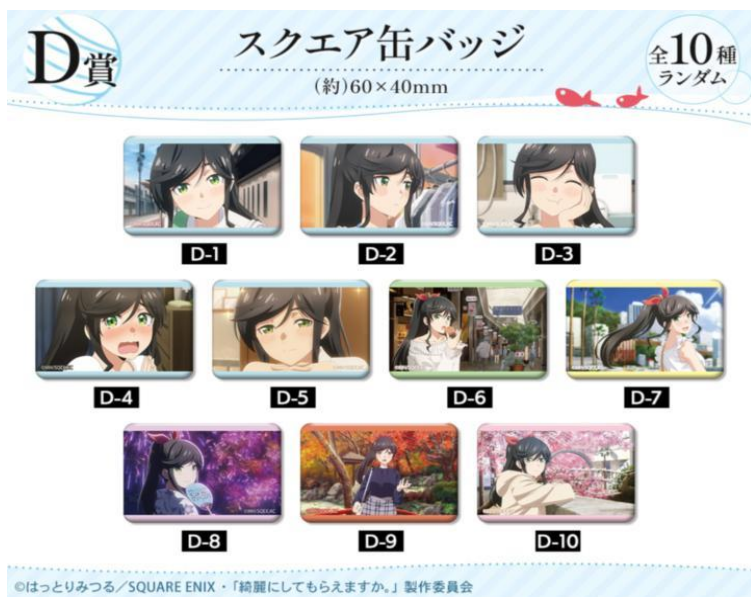 D賞
スクエア缶バッジ
(約)60×40mm
全10種
ランダム
D-1
D-2
D-3
D-4
D-5
D-6
D-7
D-8
D-9
D-10
©はっとりみつる/SQUARE ENIX・「綺麗にしてもらえますか。」製作委員会